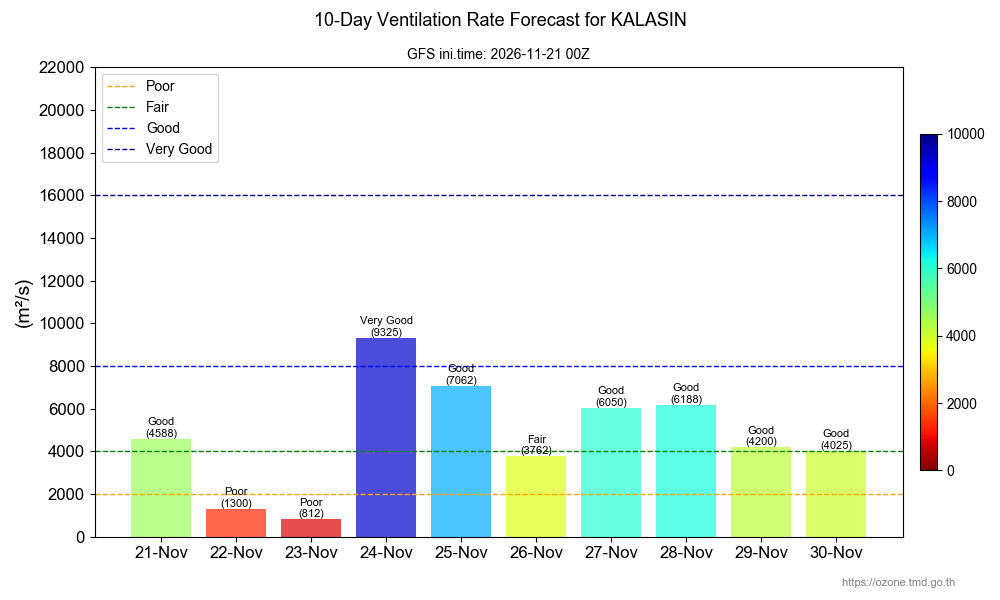 10-Day Ventilation Rate Forecast for KALASIN
GFS ini.time: 2026-11-21 00Z
(m²/s)
22000
20000
18000
16000
14000
12000
10000
8000
6000
4000
2000
0
Poor
Fair
Good
Very Good
Good
(4588)
Poor
(1300)
Poor
(812)
Very Good
(9325)
Good
(7062)
Fair
(3762)
Good
(6050)
Good
(6188)
Good
(4200)
Good
(4025)
21-Nov 22-Nov 23-Nov 24-Nov 25-Nov 26-Nov 27-Nov 28-Nov 29-Nov 30-Nov
10000
8000
6000
4000
2000
0
https://ozone.tmd.go.th